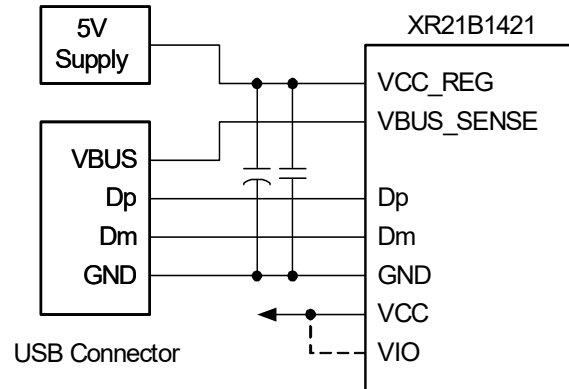 5V
Supply
XR21B1421
VCC_REG
VBUS_SENSE
VBUS
Dp
Dp
Dm
Dm
GND
GND
VCC
VIO
USB Connector